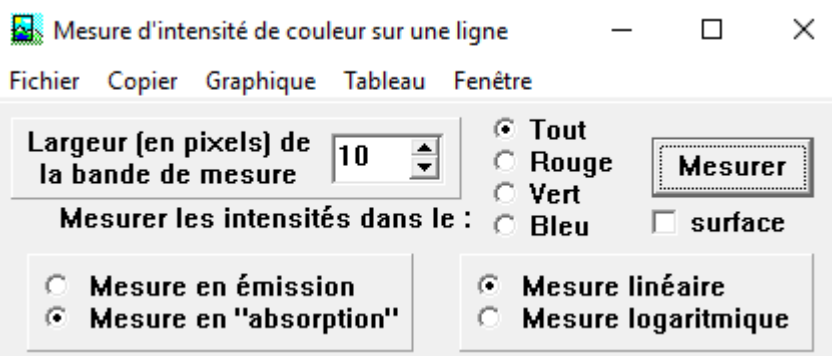 Mesure d'intensité de couleur sur une ligne
Fichier Copier Graphique Tableau Fenêtre
Largeur (en pixels) de
la bande de mesure
10
Mesurer les intensités dans le :
Tout
Rouge
Vert
Bleu
Mesurer
surface
Mesure en émission
Mesure en "absorption"
Mesure linéaire
Mesure logaritmique